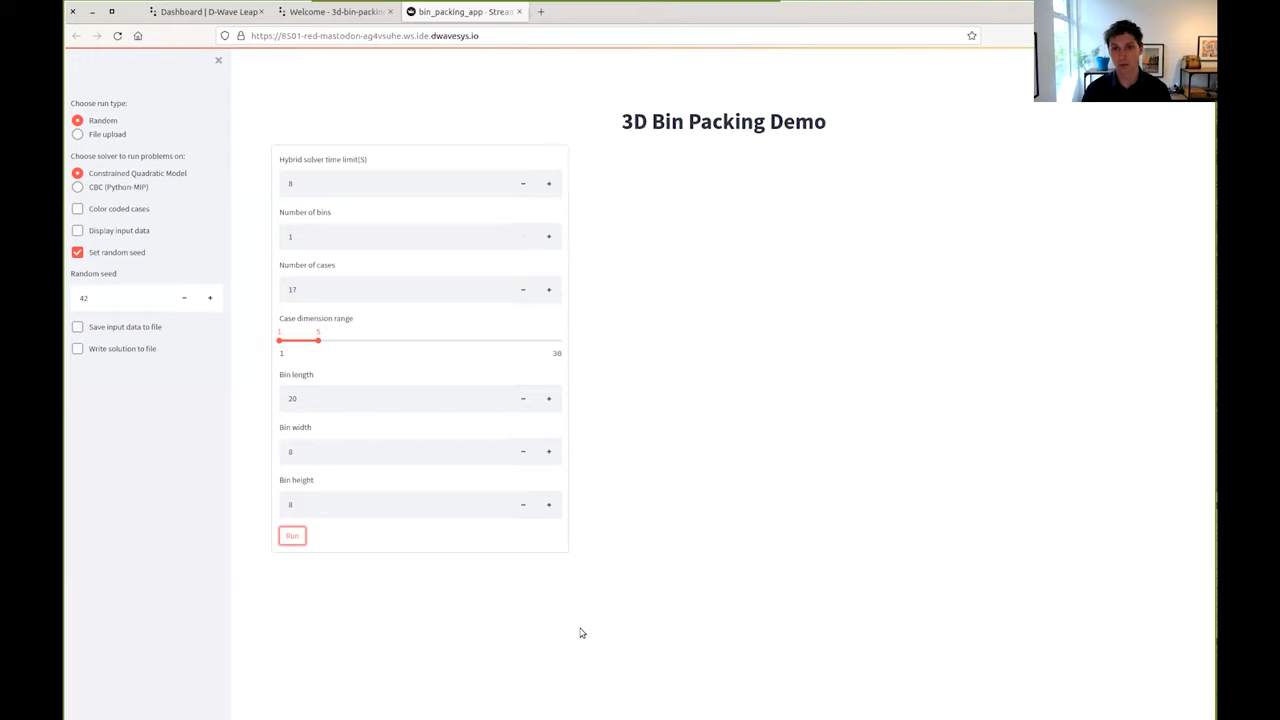 Dashboard | D-Wave Leap
Welcome - 3d-bin-packin
bin_packing_app · Stream
https://8501-red-mastodon-ag4vsuhe.ws.ide.dwavesys.io
Choose run type:
Random
File upload
Choose solver to run problems on:
Constrained Quadratic Model
CBC (Python-MIP)
Color coded cases
Display input data
Set random seed
Random seed
42
Save input data to file
Write solution to file
3D Bin Packing Demo
Hybrid solver time limit(S)
8
Number of bins
1
Number of cases
17
Case dimension range
1 5
1 30
Bin length
20
Bin width
8
Bin height
8
Run